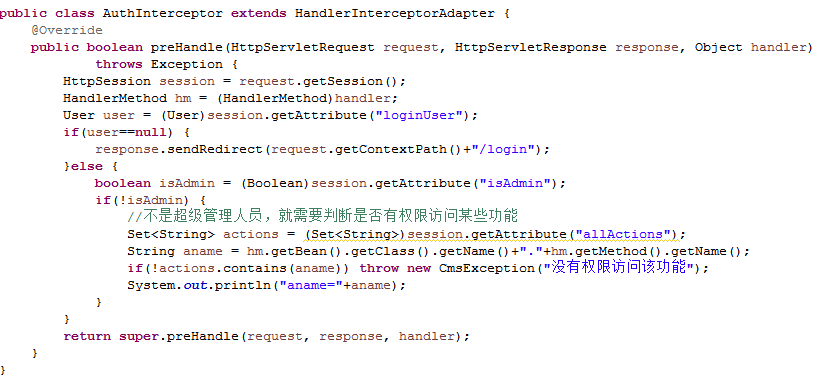 public class AuthInterceptor extends HandlerInterceptorAdapter {
    @Override
    public boolean preHandle(HttpServletRequest request, HttpServletResponse response, Object handler)
            throws Exception {
        HttpSession session = request.getSession();
        HandlerMethod hm = (HandlerMethod)handler;
        User user = (User)session.getAttribute("loginUser");
        if(user==null) {
            response.sendRedirect(request.getContextPath()+"/login");
        }else {
            boolean isAdmin = (Boolean)session.getAttribute("isAdmin");
            if(!isAdmin) {
                //不是超级管理人员，就需要判断是否有权限访问某些功能
                Set<String> actions = (Set<String>)session.getAttribute("allActions");
                String aname = hm.getBean().getClass().getName()+"."+hm.getMethod().getName();
                if(!actions.contains(aname)) throw new CmsException("没有权限访问该功能");
                System.out.println("aname="+aname);
            }
        }
        return super.preHandle(request, response, handler);
    }
}